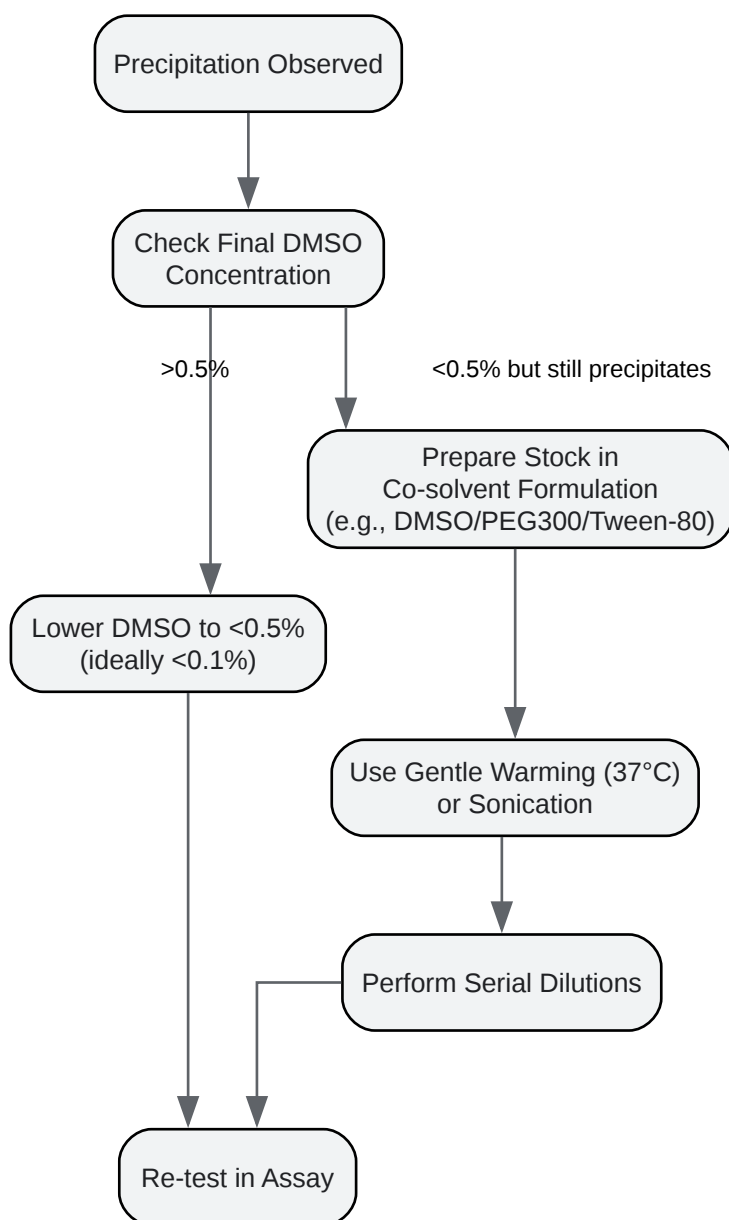 Precipitation Observed
Check Final DMSO
Concentration
>0.5%
<0.5% but still precipitates
Prepare Stock in
Co-solvent Formulation
(e.g., DMSO/PEG300/Tween-80)
Lower DMSO to <0.5%
(ideally <0.1%)
Use Gentle Warming (37°C)
or Sonication
Perform Serial Dilutions
Re-test in Assay